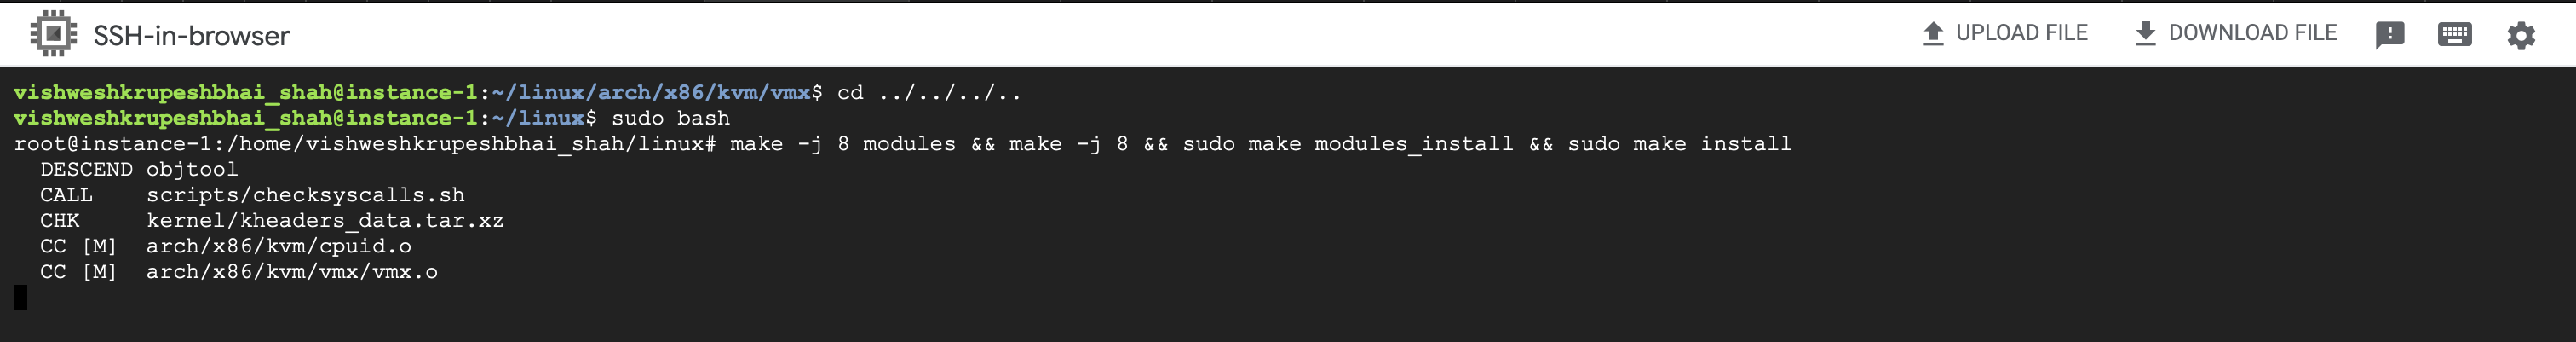 SSH-in-browser UPLOAD FILE DOWNLOAD FILE
vishweshkrupeshbhai_shah@instance-1:~/linux/arch/x86/kvm/vmx$ cd ../../../..
vishweshkrupeshbhai_shah@instance-1:~/linux$ sudo bash
root@instance-1:/home/vishweshkrupeshbhai_shah/linux# make -j 8 modules && make -j 8 && sudo make modules_install && sudo make install
  DESCEND objtool
  CALL    scripts/checksyscalls.sh
  CHK     kernel/kheaders_data.tar.xz
  CC [M]  arch/x86/kvm/cpuid.o
  CC [M]  arch/x86/kvm/vmx/vmx.o